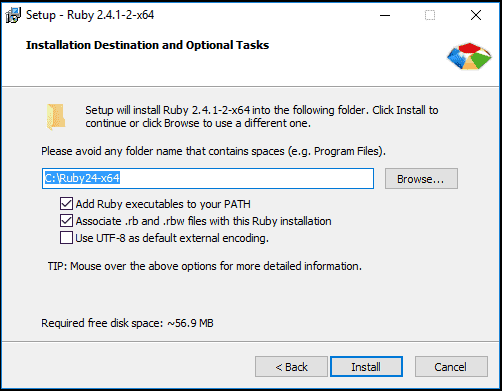 Setup - Ruby 2.4.1-2-x64
Installation Destination and Optional Tasks
Setup will install Ruby 2.4.1-2-x64 into the following folder. Click Install to
continue or click Browse to use a different one.
Please avoid any folder name that contains spaces (e.g. Program Files).
C:\Ruby24-x64
Browse...
Add Ruby executables to your PATH
Associate .rb and .rbw files with this Ruby installation
Use UTF-8 as default external encoding.
TIP: Mouse over the above options for more detailed information.
Required free disk space: ~56.9 MB
< Back
Install
Cancel